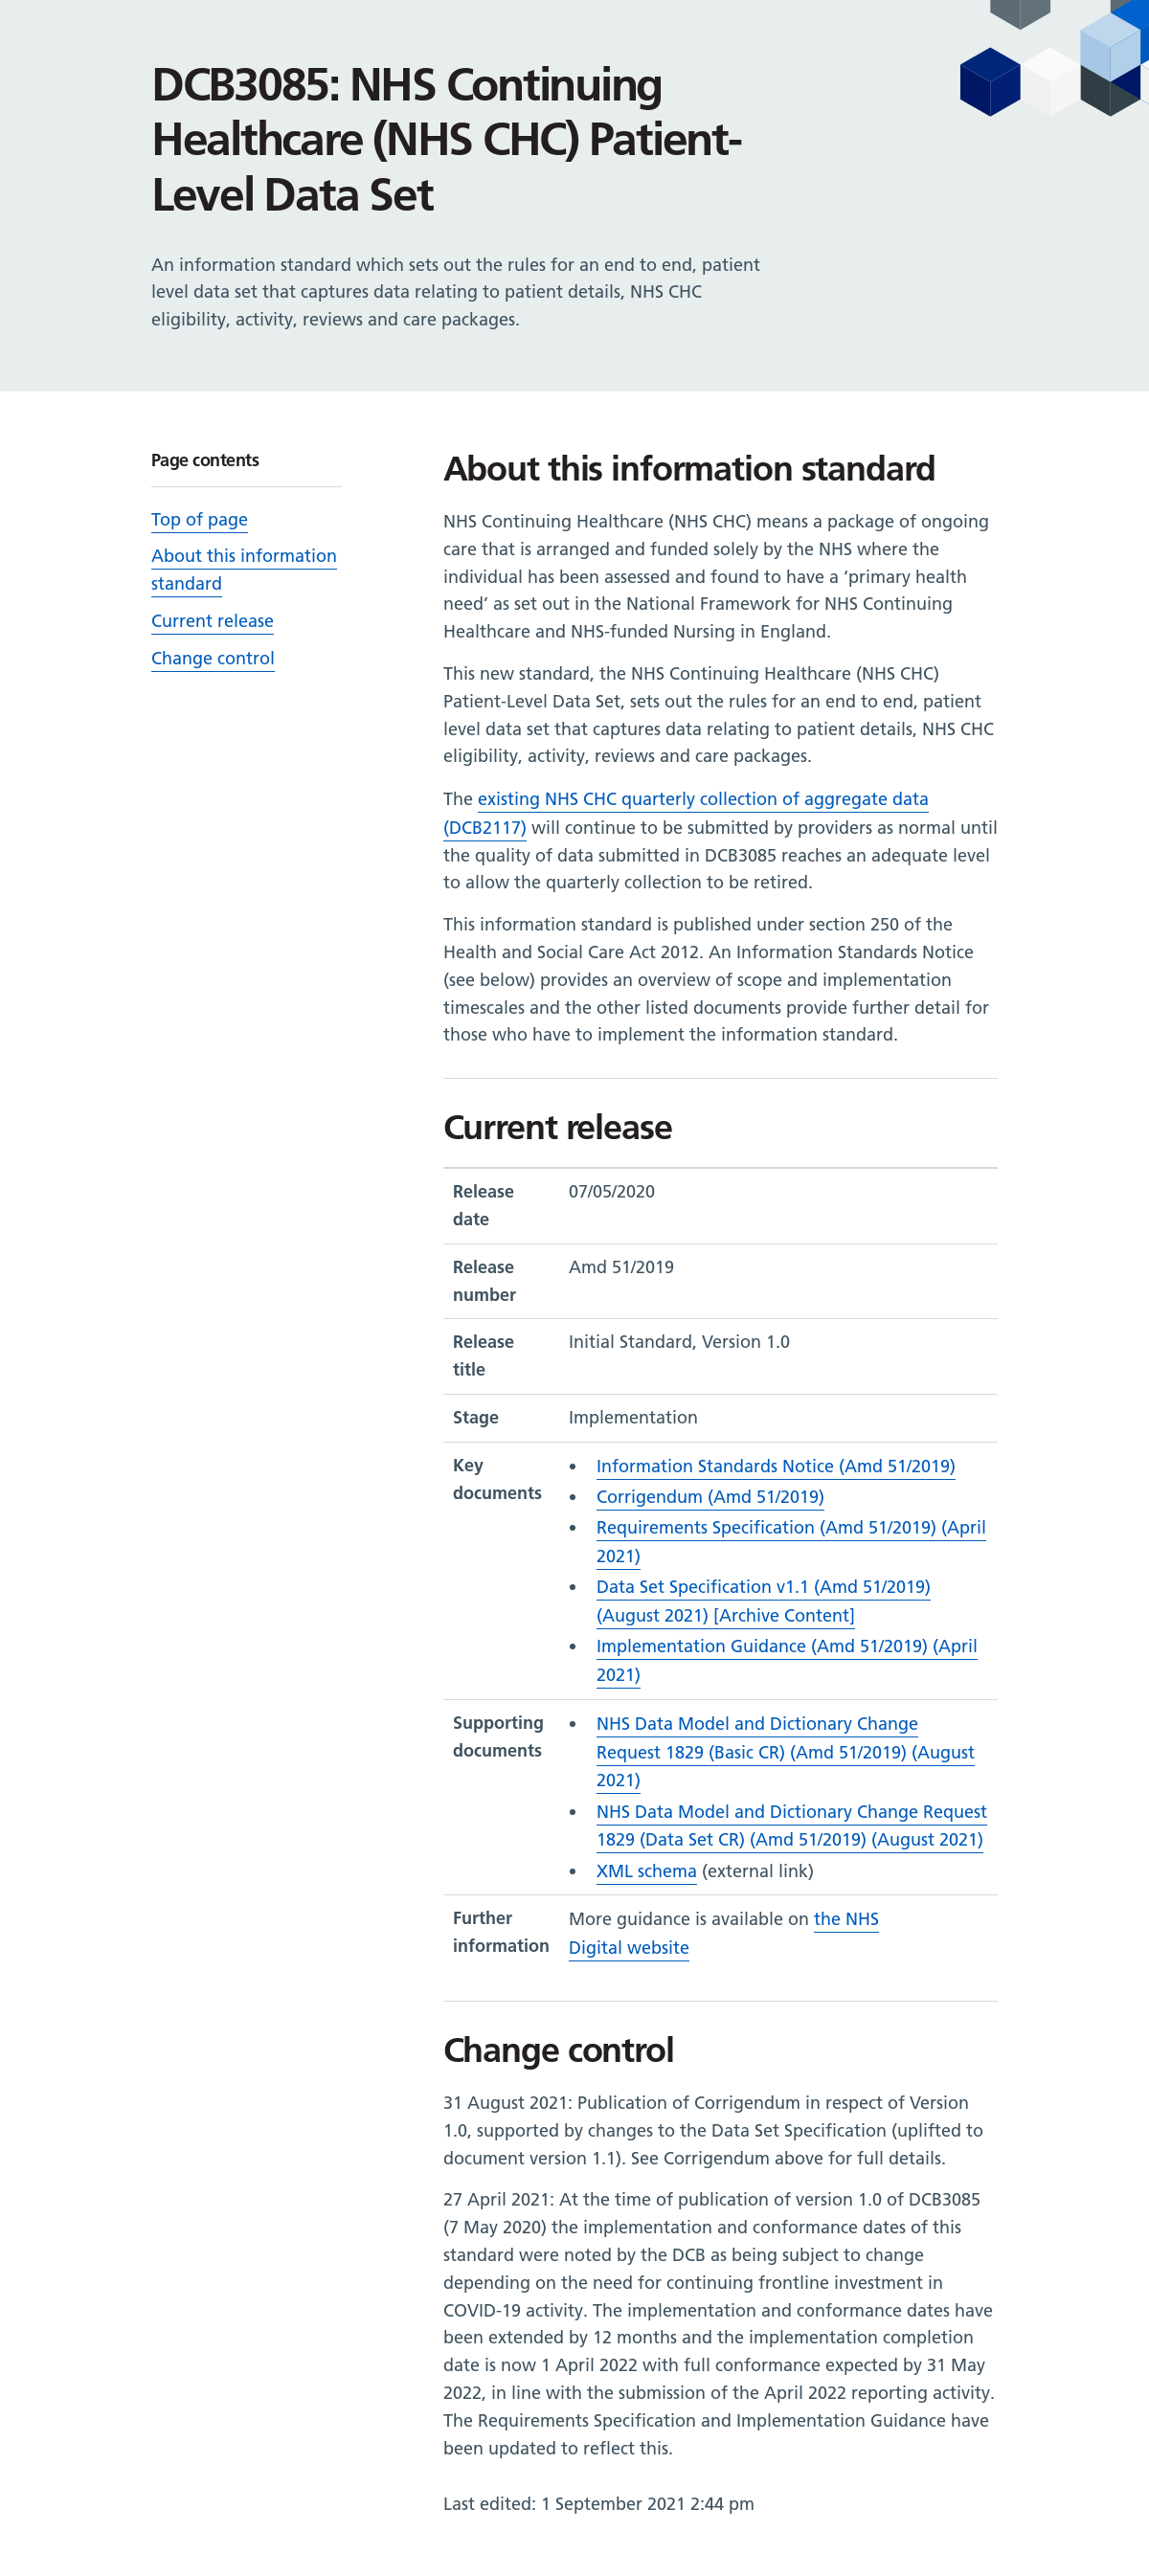 DCB3085: NHS Continuing
Healthcare (NHS CHC) Patient-
Level Data Set
An information standard which sets out the rules for an end to end, patient
level data set that captures data relating to patient details, NHS CHC
eligibility, activity, reviews and care packages.
Page contents
Top of page
About this information
standard
Current release
Change control
About this information standard
NHS Continuing Healthcare (NHS CHC) means a package of ongoing
care that is arranged and funded solely by the NHS where the
individual has been assessed and found to have a ‘primary health
need’ as set out in the National Framework for NHS Continuing
Healthcare and NHS-funded Nursing in England.
This new standard, the NHS Continuing Healthcare (NHS CHC)
Patient-Level Data Set, sets out the rules for an end to end, patient
level data set that captures data relating to patient details, NHS CHC
eligibility, activity, reviews and care packages.
The existing NHS CHC quarterly collection of aggregate data
(DCB2117) will continue to be submitted by providers as normal until
the quality of data submitted in DCB3085 reaches an adequate level
to allow the quarterly collection to be retired.
This information standard is published under section 250 of the
Health and Social Care Act 2012. An Information Standards Notice
(see below) provides an overview of scope and implementation
timescales and the other listed documents provide further detail for
those who have to implement the information standard.
Current release
Release 07/05/2020
date
Release Amd 51/2019
number
Release Initial Standard, Version 1.0
title
Stage Implementation
Key
documents
• Information Standards Notice (Amd 51/2019)
• Corrigendum (Amd 51/2019)
• Requirements Specification (Amd 51/2019) (April
2021)
• Data Set Specification v1.1 (Amd 51/2019)
(August 2021) [Archive Content]
• Implementation Guidance (Amd 51/2019) (April
2021)
Supporting
documents
• NHS Data Model and Dictionary Change
Request 1829 (Basic CR) (Amd 51/2019) (August
2021)
• NHS Data Model and Dictionary Change Request
1829 (Data Set CR) (Amd 51/2019) (August 2021)
• XML schema (external link)
Further
information
More guidance is available on the NHS
Digital website
Change control
31 August 2021: Publication of Corrigendum in respect of Version
1.0, supported by changes to the Data Set Specification (uplifted to
document version 1.1). See Corrigendum above for full details.
27 April 2021: At the time of publication of version 1.0 of DCB3085
(7 May 2020) the implementation and conformance dates of this
standard were noted by the DCB as being subject to change
depending on the need for continuing frontline investment in
COVID-19 activity. The implementation and conformance dates have
been extended by 12 months and the implementation completion
date is now 1 April 2022 with full conformance expected by 31 May
2022, in line with the submission of the April 2022 reporting activity.
The Requirements Specification and Implementation Guidance have
been updated to reflect this.
Last edited: 1 September 2021 2:44 pm